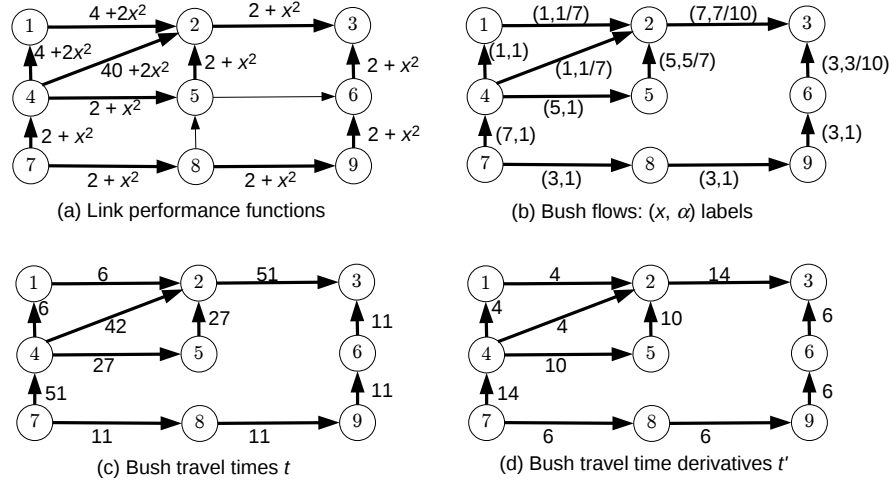 4 +2x² 2 + x²
1 2 3
4 +2x² 40 +2x² 2 + x² 2 + x²
4 5 6
2 + x²
2 + x² 2 + x²
7 8 9
2 + x² 2 + x²
(a) Link performance functions
(1,1/7) (7,7/10)
1 2 3
(1,1) (1,1/7) (5,5/7) (3,3/10)
4 5 6
(5,1)
(7,1) (3,1)
7 8 9
(3,1) (3,1)
(b) Bush flows: (x, α) labels
6 51
1 2 3
6 42 27 11
4 5 6
27
51 11
7 8 9
11 11
(c) Bush travel times t
4 14
1 2 3
4 4 10 6
4 5 6
10
14 6
7 8 9
6 6
(d) Bush travel time derivatives t'